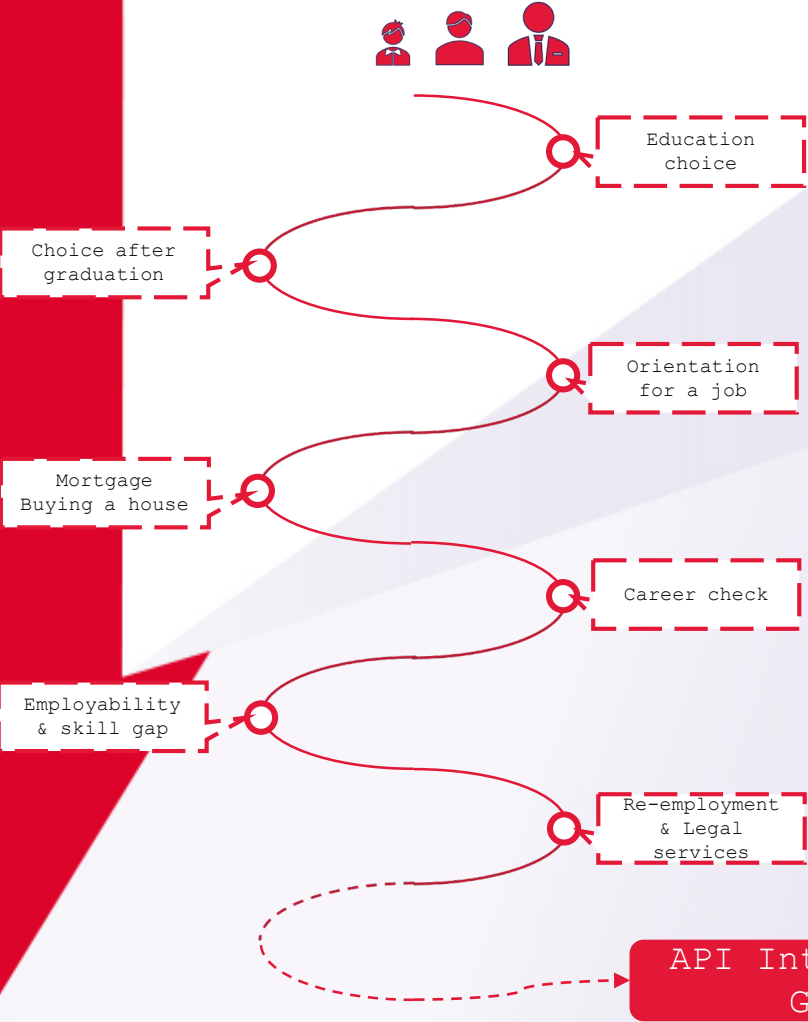 Education
choice
Choice after
graduation
Orientation
for a job
Mortgage
Buying a house
Career check
Employability
& skill gap
Re-employment
& Legal
services
API